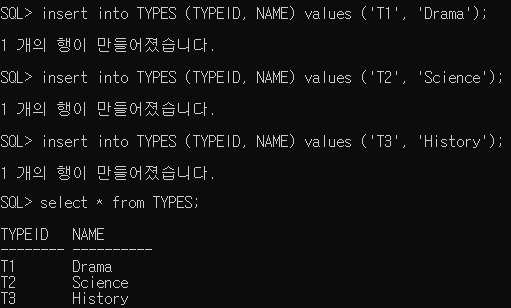 SQL> insert into TYPES (TYPEID, NAME) values ('T1', 'Drama');
1 개의 행이 만들어졌습니다.
SQL> insert into TYPES (TYPEID, NAME) values ('T2', 'Science');
1 개의 행이 만들어졌습니다.
SQL> insert into TYPES (TYPEID, NAME) values ('T3', 'History');
1 개의 행이 만들어졌습니다.
SQL> select * from TYPES;
TYPEID   NAME
-------- ----------
T1       Drama
T2       Science
T3       History